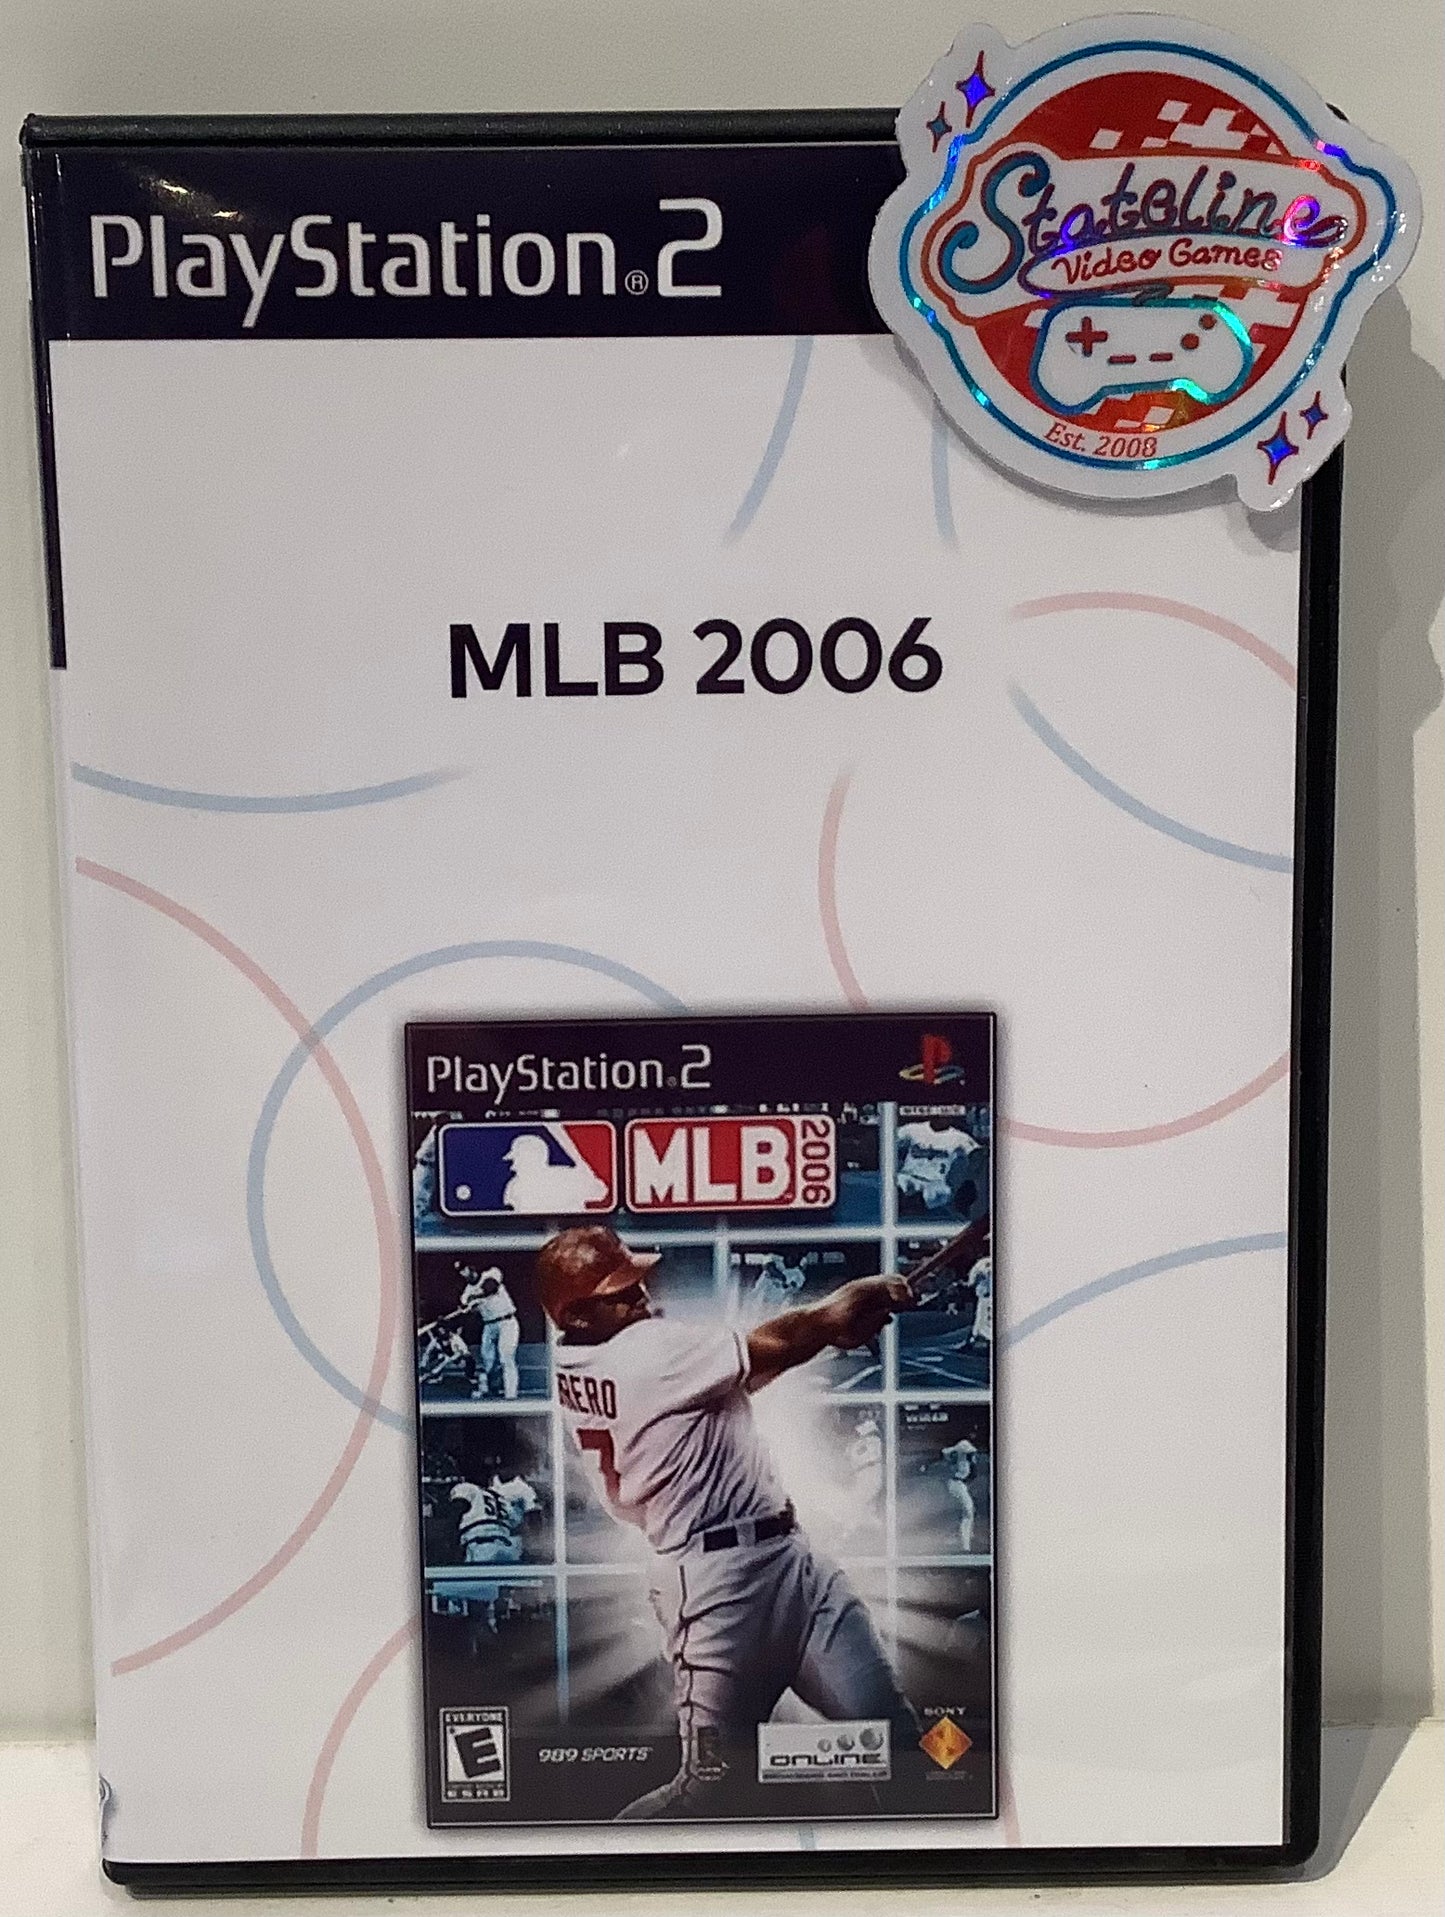 PlayStation®2
Stateline
Video Games
Est. 2008
MLB 2006
PlayStation®2
MLB 2006
RERO
7
EVERYONE
E
ESRB
989 SPORTS
ONLINE
SONY